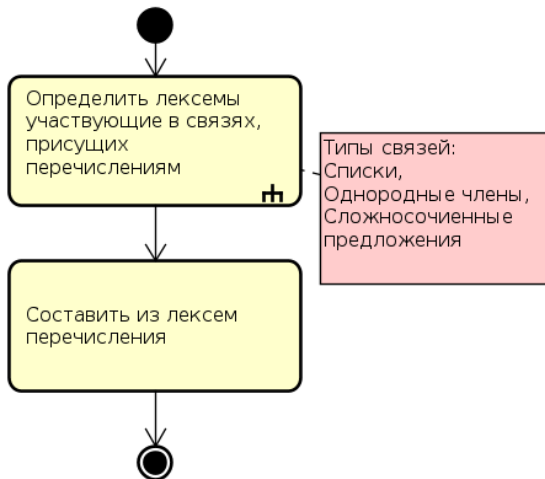 Определить лексемы
участвующие в связях,
присущих
перечислениям
Типы связей:
Списки,
Однородные члены,
Сложносочиенные
предложения
Составить из лексем
перечисления